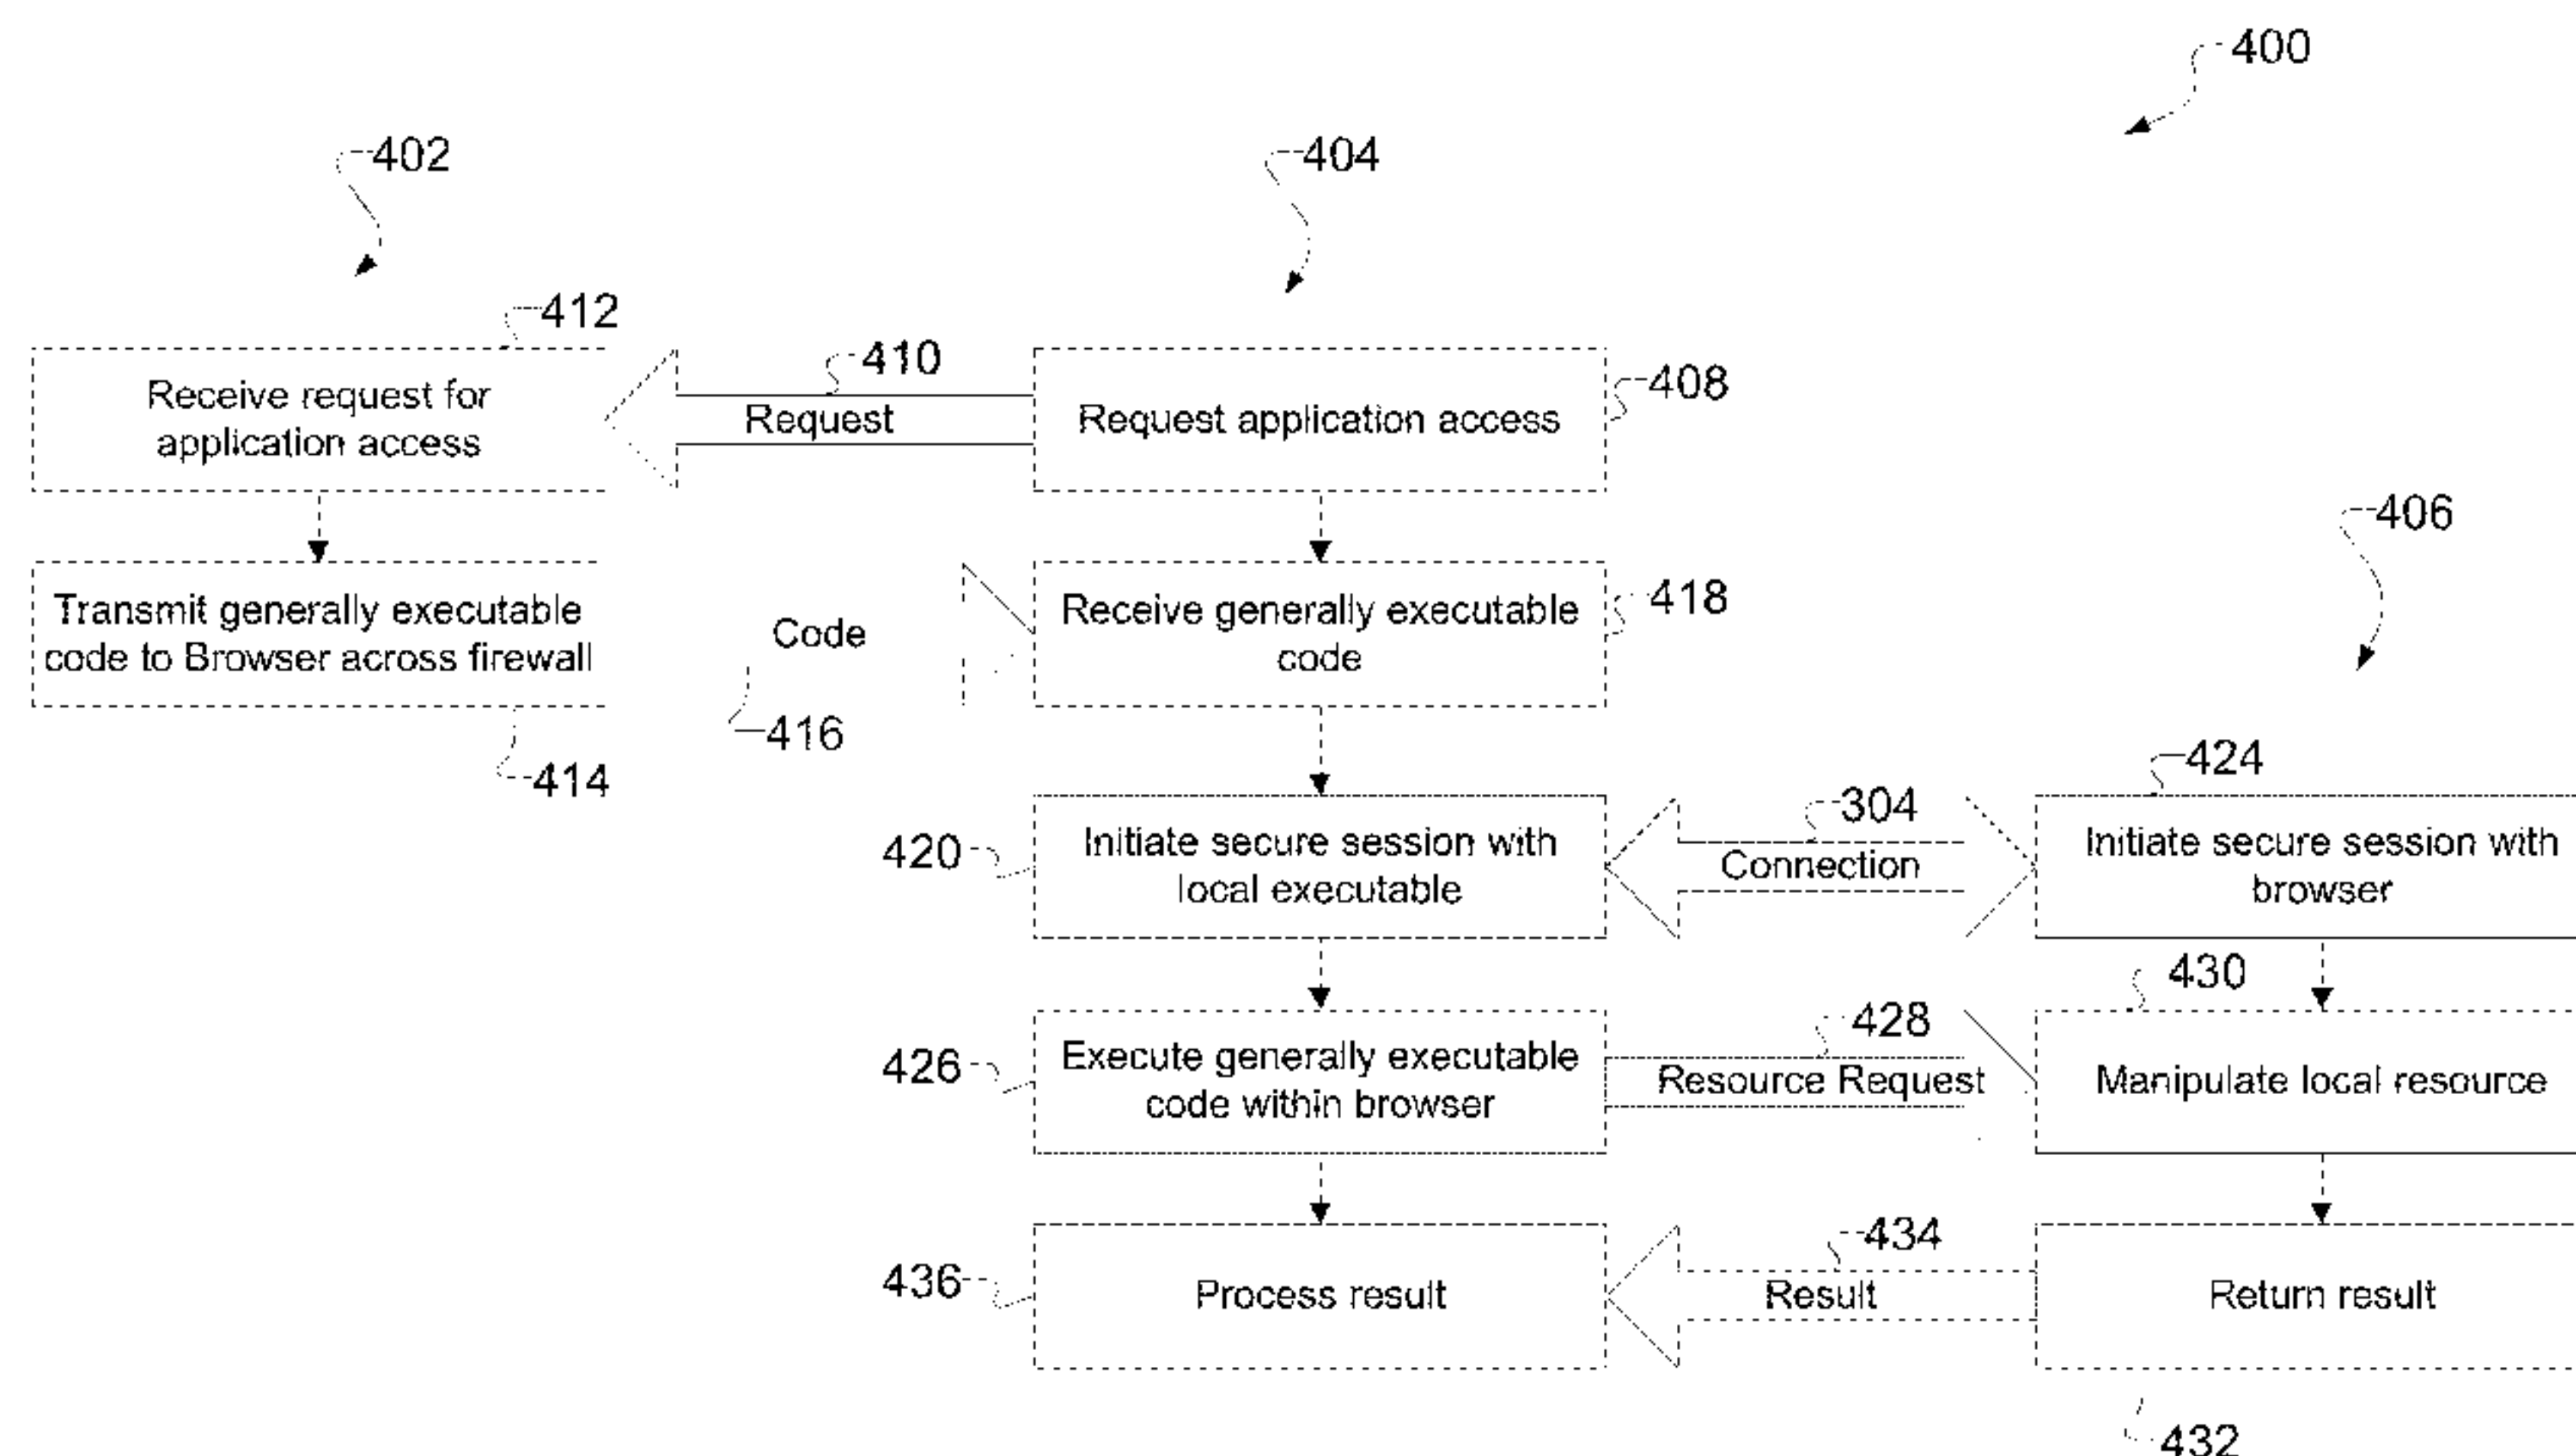 400
402
404
412
410
408
Receive request for
application access
Request
Request application access
406
Transmit generally executable
code to Browser across firewall
Code
416
414
Receive generally executable
code
418
424
304
420
Initiate secure session with
local executable
Connection
Initiate secure session with
browser
430
428
426
Execute generally executable
code within browser
Resource Request
Manipulate local resource
434
436
Process result
Result
Return result
432